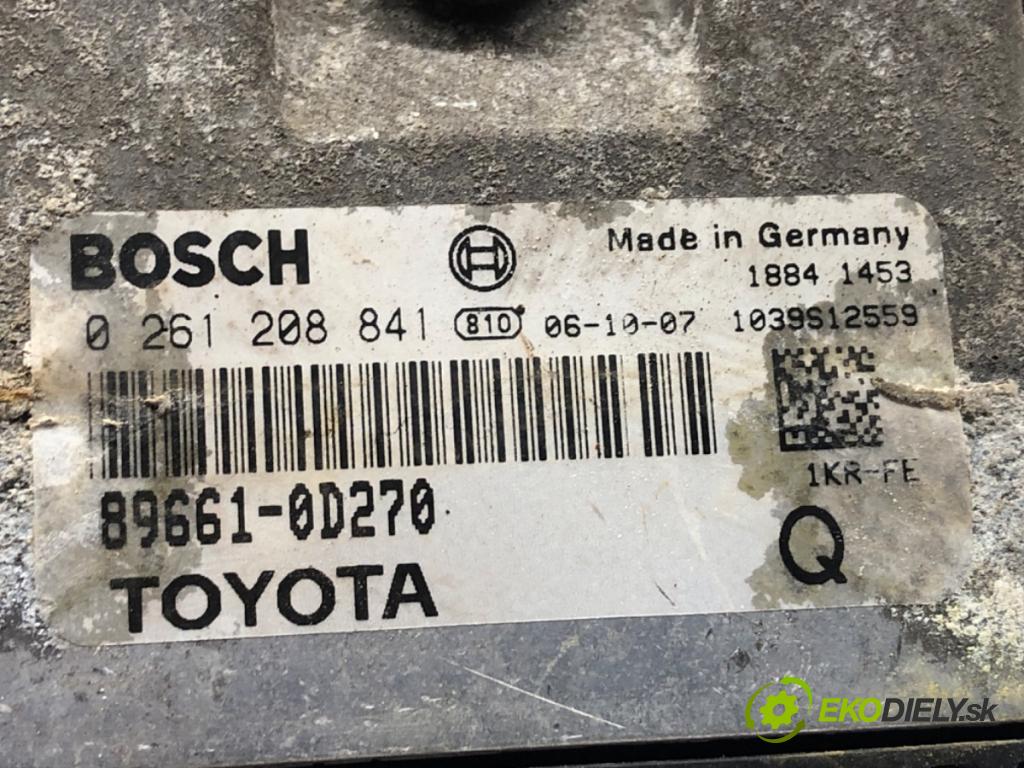 BOSCH Made in Germany
1884 1453
0 261 208 841 810 06-10-07 1039S12559
1KR-FE
89661-0D270
Q
TOYOTA
EKODIELY.sk